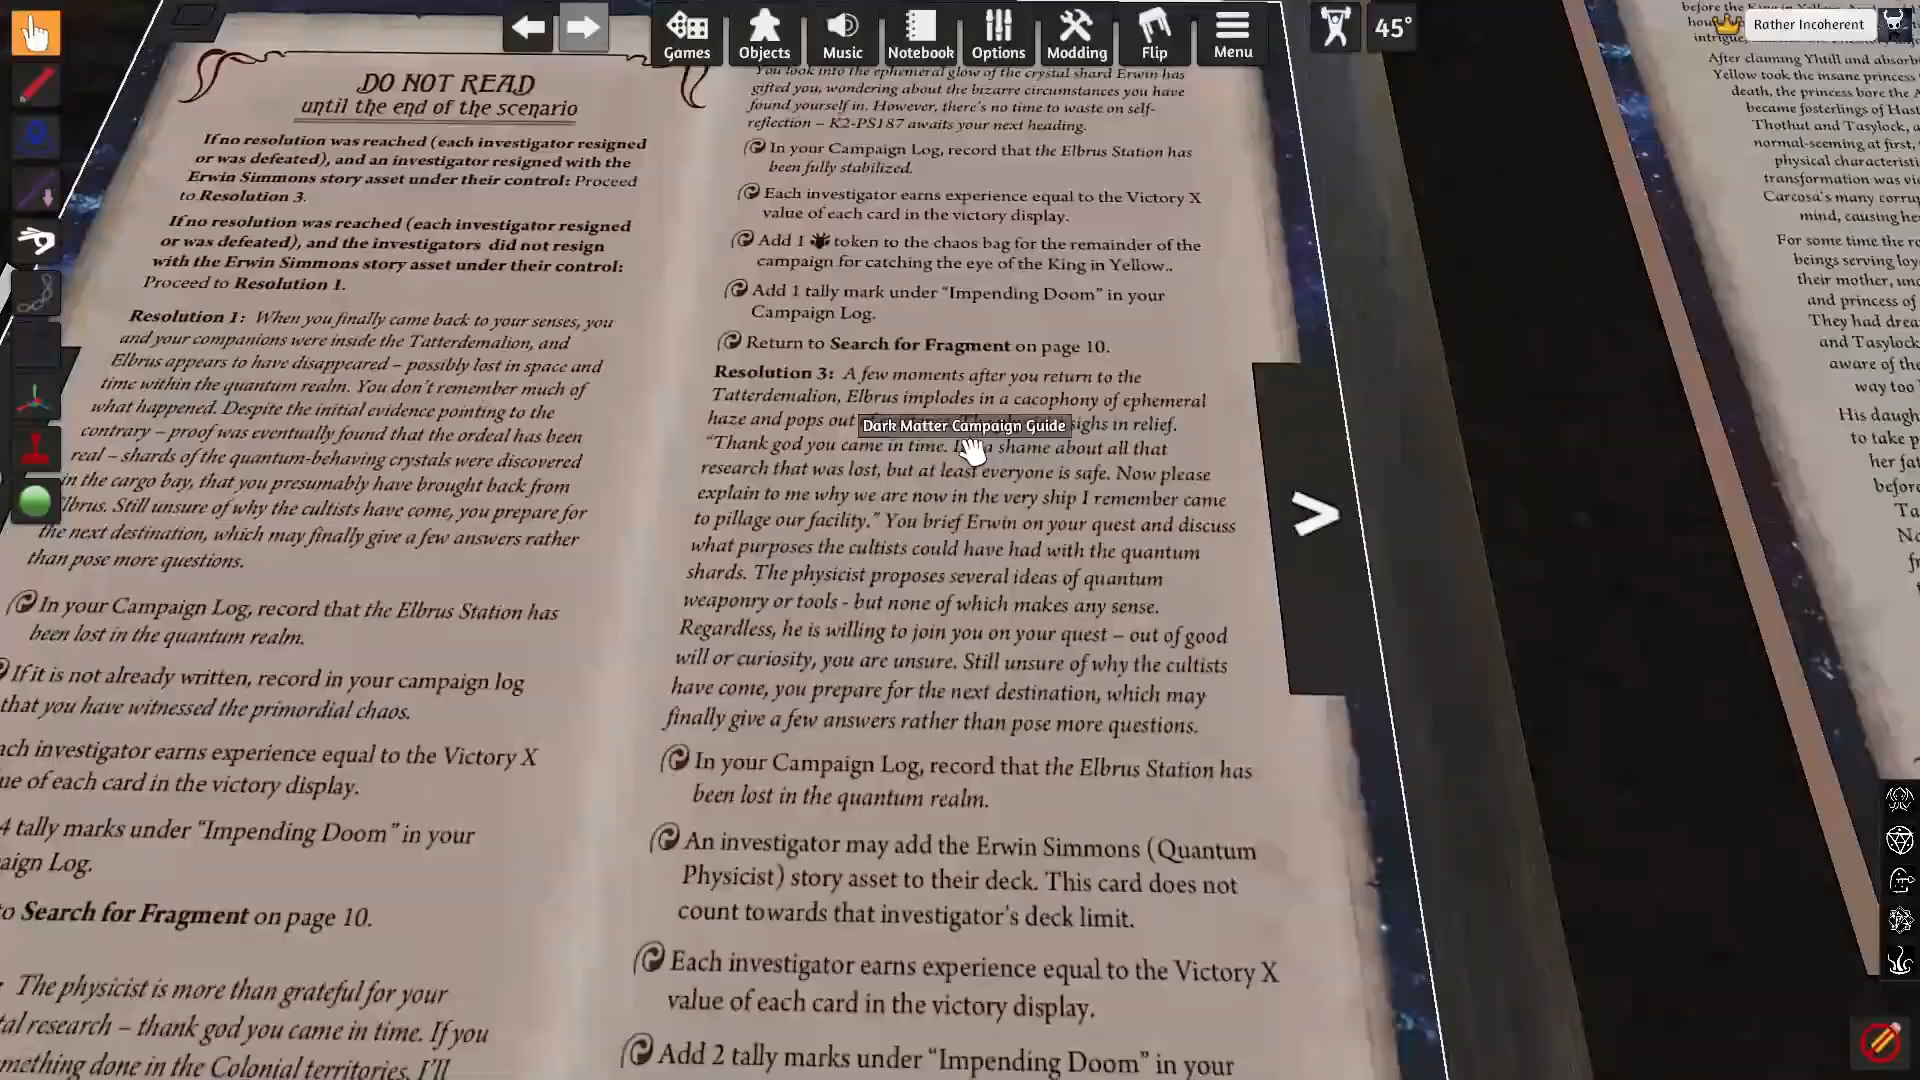 Games
Objects
Music
Notebook
Options
Modding
Flip
Menu
45°
Rather Incoherent
DO NOT READ
until the end of the scenario
If no resolution was reached (each investigator resigned
or was defeated), and an investigator resigned with the
Erwin Simmons story asset under their control: Proceed
to Resolution 3.
If no resolution was reached (each investigator resigned
or was defeated), and the investigators did not resign
with the Erwin Simmons story asset under their control:
Proceed to Resolution 1.
Resolution 1: When you finally came back to your senses, you
and your companions were inside the Tatterdemalion, and
Elbrus appears to have disappeared – possibly lost in space and
time within the quantum realm. You don't remember much of
what happened. Despite the initial evidence pointing to the
contrary – proof was eventually found that the ordeal has been
real – shards of the quantum-behaving crystals were discovered
in the cargo bay, that you presumably have brought back from
Elbrus. Still unsure of why the cultists have come, you prepare for
the next destination, which may finally give a few answers rather
than pose more questions.
In your Campaign Log, record that the Elbrus Station has
been lost in the quantum realm.
If it is not already written, record in your campaign log
that you have witnessed the primordial chaos.
ach investigator earns experience equal to the Victory X
ue of each card in the victory display.
4 tally marks under “Impending Doom” in your
aign Log.
to Search for Fragment on page 10.
The physicist is more than grateful for your
tal research – thank god you came in time. If you
mething done in the Colonial territories, I'll
You look into the ephemeral glow of the crystal shard Erwin has
gifted you, wondering about the bizarre circumstances you have
found yourself in. However, there's no time to waste on self-
reflection – K2-PS187 awaits your next heading.
In your Campaign Log, record that the Elbrus Station has
been fully stabilized.
Each investigator earns experience equal to the Victory X
value of each card in the victory display.
Add 1 token to the chaos bag for the remainder of the
campaign for catching the eye of the King in Yellow..
Add 1 tally mark under “Impending Doom” in your
Campaign Log.
Return to Search for Fragment on page 10.
Resolution 3: A few moments after you return to the
Tatterdemalion, Elbrus implodes in a cacophony of ephemeral
haze and pops out sighs in relief.
Dark Matter Campaign Guide
“Thank god you came in time. a shame about all that
research that was lost, but at least everyone is safe. Now please
explain to me why we are now in the very ship I remember came
to pillage our facility.” You brief Erwin on your quest and discuss
what purposes the cultists could have had with the quantum
shards. The physicist proposes several ideas of quantum
weaponry or tools - but none of which makes any sense.
Regardless, he is willing to join you on your quest – out of good
will or curiosity, you are unsure. Still unsure of why the cultists
have come, you prepare for the next destination, which may
finally give a few answers rather than pose more questions.
In your Campaign Log, record that the Elbrus Station has
been lost in the quantum realm.
An investigator may add the Erwin Simmons (Quantum
Physicist) story asset to their deck. This card does not
count towards that investigator's deck limit.
Each investigator earns experience equal to the Victory X
value of each card in the victory display.
Add 2 tally marks under “Impending Doom” in your
>
intrigue,
After claiming Yhtill and absorb
Yellow took the insane princess
death, the princess bore the
became fosterlings of Hast
Thothut and Tasylock, a
normal-seeming at first,
physical characteristi
transformation was vi
Carcosa's many corrup
mind, causing her
For some time the r
beings serving loy
their mother, un
and princess of
They had drea
and Tasylock
aware of the
way too
His daugh
to take p
her fat
before
Ta
No
fr